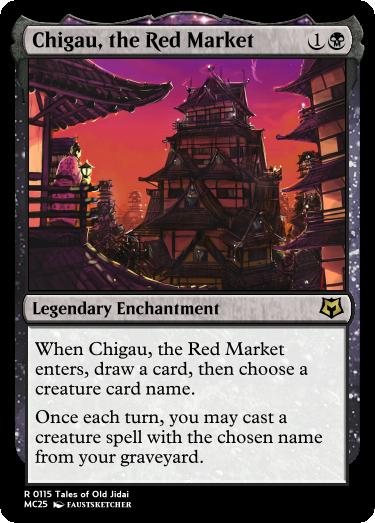 Chigau, the Red Market 1
Legendary Enchantment
When Chigau, the Red Market
enters, draw a card, then choose a
creature card name.
Once each turn, you may cast a
creature spell with the chosen name
from your graveyard.
R 0115 Tales of Old Jidai
MC25 FAUSTSKETCHER